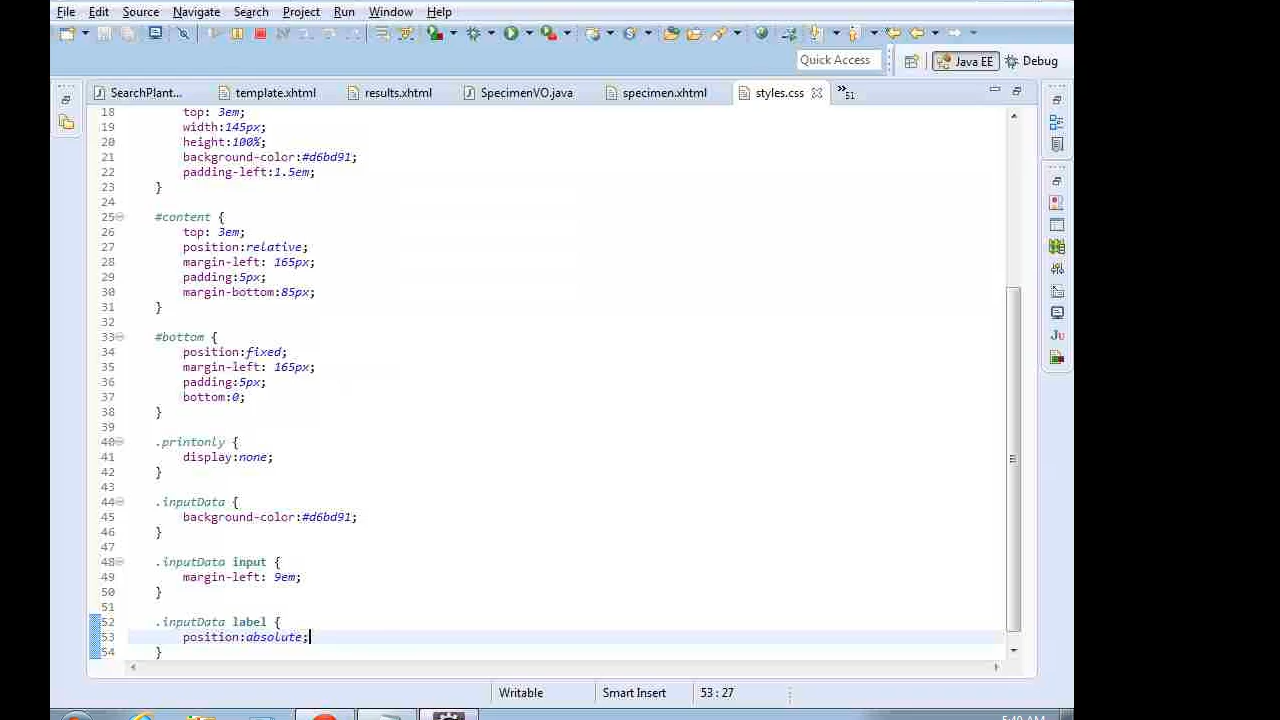 File Edit Source Navigate Search Project Run Window Help
Quick Access Java EE Debug
SearchPlant... template.xhtml results.xhtml SpecimenVO.java specimen.xhtml styles.css »51
18 top: 3em;
19 width:145px;
20 height:100%;
21 background-color:#d6bd91;
22 padding-left:1.5em;
23 }
24
25 #content {
26 top: 3em;
27 position:relative;
28 margin-left: 165px;
29 padding:5px;
30 margin-bottom:85px;
31 }
32
33 #bottom {
34 position:fixed;
35 margin-left: 165px;
36 padding:5px;
37 bottom:0;
38 }
39
40 .printonly {
41 display:none;
42 }
43
44 .inputData {
45 background-color:#d6bd91;
46 }
47
48 .inputData input {
49 margin-left: 9em;
50 }
51
52 .inputData label {
53 position:absolute;
54 }
Writable Smart Insert 53 : 27
5:40 AM